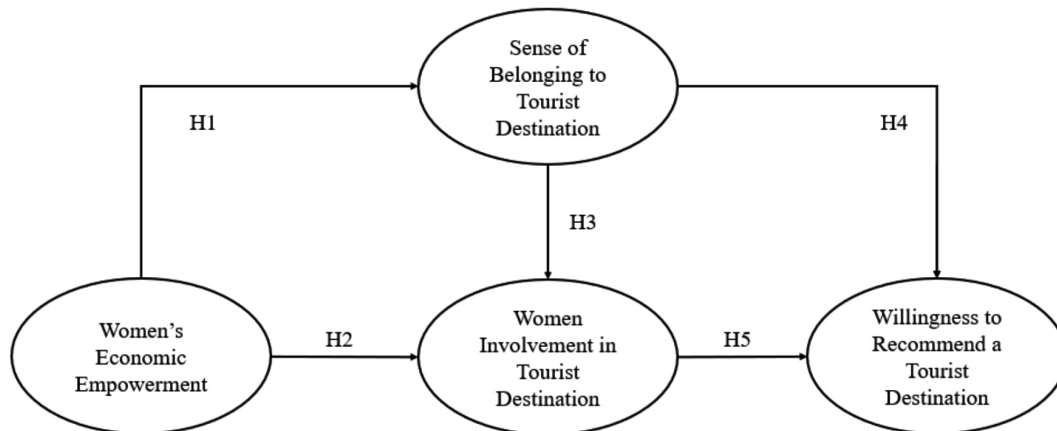 Sense of
Belonging to
Tourist
Destination
H1
H4
H3
Women’s
Economic
Empowerment
H2
Women
Involvement in
Tourist
Destination
H5
Willingness to
Recommend a
Tourist
Destination